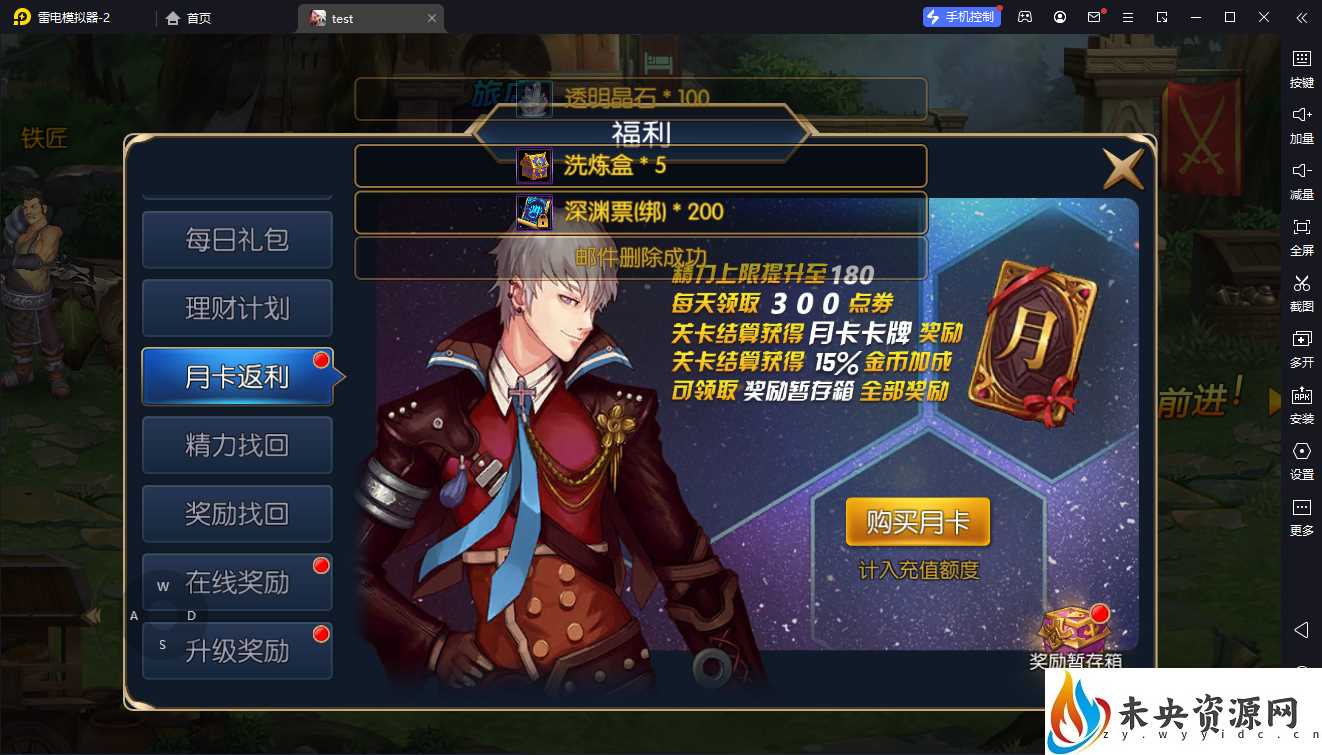 雷电模拟器-2
首页
test
手机控制
透明晶石 * 100
铁匠
福利
洗炼盒 * 5
深渊票(绑) * 200
邮件删除成功
每日礼包
理财计划
月卡返利
精力找回
奖励找回
在线奖励
升级奖励
W
A
D
S
精力上限提升至180
每天领取 300 点券
关卡结算获得 月卡卡牌 奖励
关卡结算获得 15% 金币加成
可领取 奖励暂存箱 全部奖励
月
前进!
购买月卡
计入充值额度
奖励暂存箱
按键
加量
减量
全屏
截图
多开
APK
安装
设置
更多
未央资源网
zy.wyyidc.cn